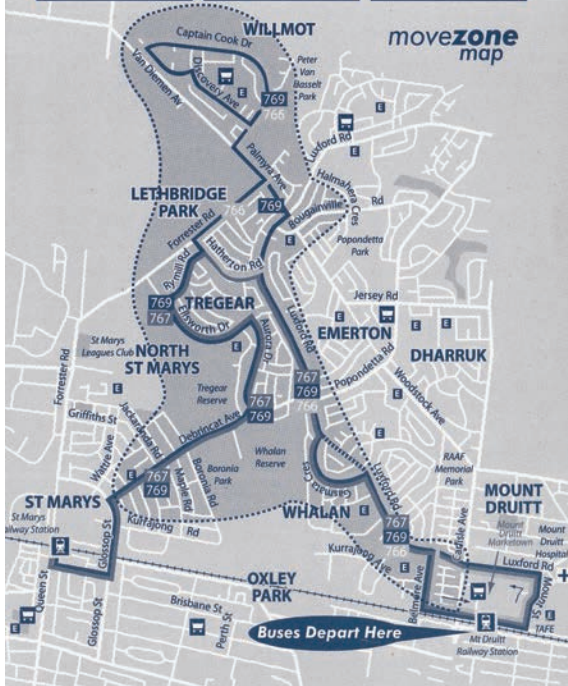 WILLMOT
Captain Cook Dr
movezone
map
Van Diemen Av
Discovery Ave
Peter
Van
Hasselt
Park
E
769
766
E
Luxford Rd
E
Palmyra Ave
Halmahera
Cres
LETHBRIDGE
PARK
766
769
Bougainville
Rd
Forrester Rd
E
Hatherton Rd
Popondetta
Park
Rymill Rd
Jersey Rd
769
767
TREGEAR
Ellsworth Dr
Luxford Rd
E
EMERTON
E
E
DHARRUK
St Marys
Leagues Club
NORTH
ST MARYS
E
Aurora Dr
Popondetta Rd
Forrester Rd
E
Tregear
Reserve
767
769
766
Woodstock Ave
E
Griffiths St
Jackaranda Rd
Debrincat Ave
767
769
E
Wattre Ave
Boronia
Park
Whalan
Reserve
RAAF
Memorial
Park
E
767
769
Maple Rd
Boronia Rd
Luxford Rd
MOUNT
DRUITT
ST MARYS
St Marys
Railway Station
Kurrajong
Rd
WHALAN
E
767
769
766
Carlisle Ave
Mount
Druitt
Marketown
Mount
Druitt
Hospital
Glossop St
Kurrajong Ave
E
Luxford Rd
Queen St
OXLEY
PARK
Belmore Ave
Mount St
E
Glossop St
Brisbane St
Perth St
E
Buses Depart Here
Mt Druitt
Railway Station
TAFE